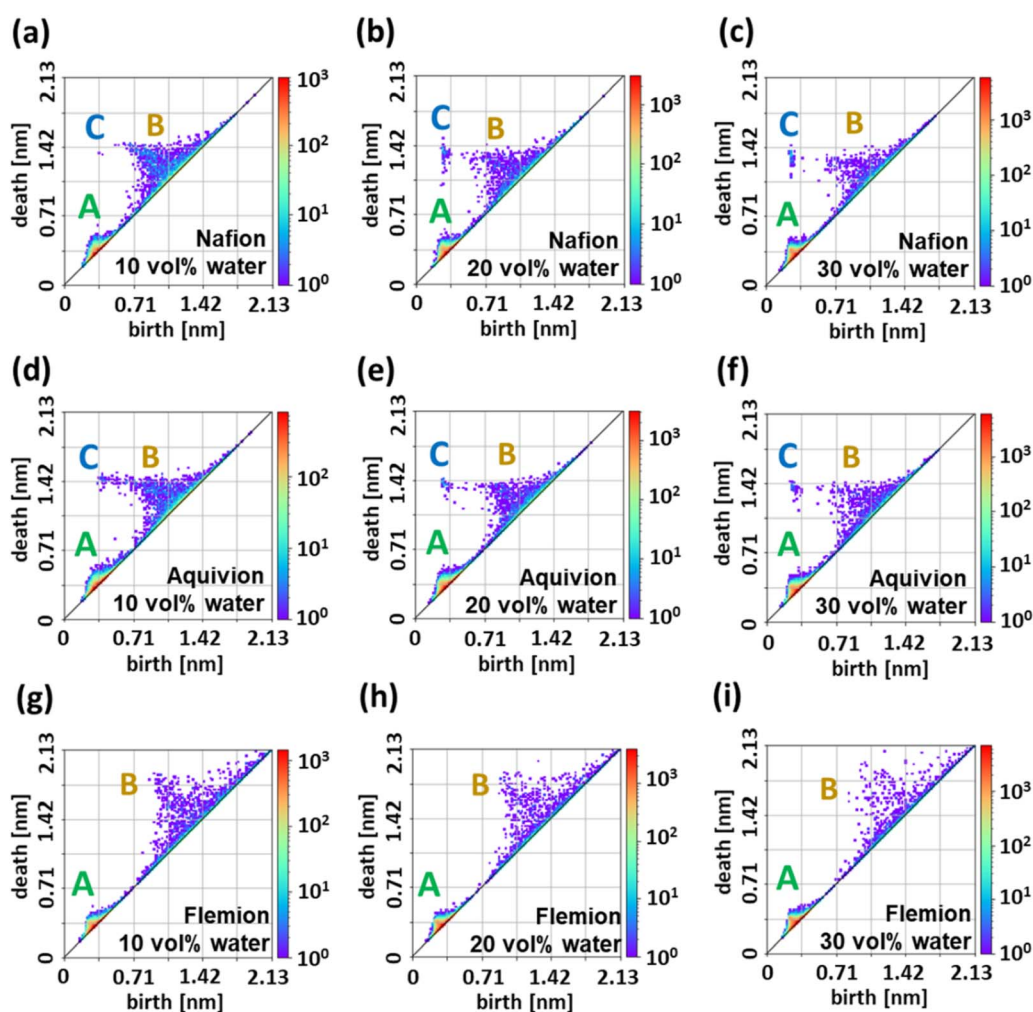 (a)
2.13
1.42
0.71
0
death [nm]
C
B
A
Nafion
10 vol% water
10³
10²
10¹
10⁰
0 0.71 1.42 2.13
birth [nm]
(b)
2.13
1.42
0.71
0
death [nm]
C
B
A
Nafion
20 vol% water
10³
10²
10¹
10⁰
0 0.71 1.42 2.13
birth [nm]
(c)
2.13
1.42
0.71
0
death [nm]
C
B
A
Nafion
30 vol% water
10³
10²
10¹
10⁰
0 0.71 1.42 2.13
birth [nm]
(d)
2.13
1.42
0.71
0
death [nm]
C
B
A
Aquivion
10 vol% water
10²
10¹
10⁰
0 0.71 1.42 2.13
birth [nm]
(e)
2.13
1.42
0.71
0
death [nm]
C
B
A
Aquivion
20 vol% water
10³
10²
10¹
10⁰
0 0.71 1.42 2.13
birth [nm]
(f)
2.13
1.42
0.71
0
death [nm]
C
B
A
Aquivion
30 vol% water
10³
10²
10¹
10⁰
0 0.71 1.42 2.13
birth [nm]
(g)
2.13
1.42
0.71
0
death [nm]
B
A
Flemion
10 vol% water
10³
10²
10¹
10⁰
0 0.71 1.42 2.13
birth [nm]
(h)
2.13
1.42
0.71
0
death [nm]
B
A
Flemion
20 vol% water
10³
10²
10¹
10⁰
0 0.71 1.42 2.13
birth [nm]
(i)
2.13
1.42
0.71
0
death [nm]
B
A
Flemion
30 vol% water
10³
10²
10¹
10⁰
0 0.71 1.42 2.13
birth [nm]